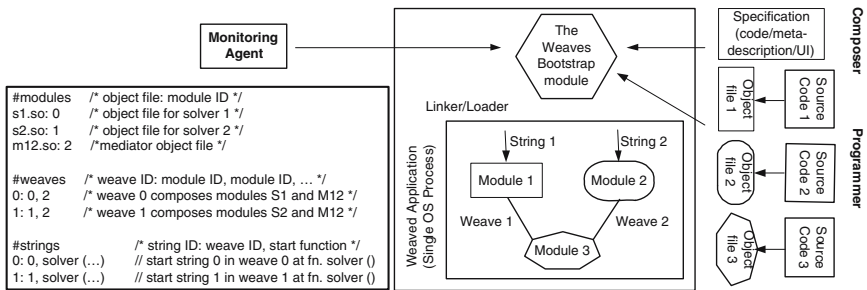 Monitoring
Agent
The
Weaves
Bootstrap
module
Specification
(code/meta-
description/UI)
Composer
#modules /* object file: module ID */
s1.so: 0 /* object file for solver 1 */
s2.so: 1 /* object file for solver 2 */
m12.so: 2 /*mediator object file */
#weaves /* weave ID: module ID, module ID, … */
0: 0, 2 /* weave 0 composes modules S1 and M12 */
1: 1, 2 /* weave 1 composes modules S2 and M12 */
#strings /* string ID: weave ID, start function */
0: 0, solver (…) // start string 0 in weave 0 at fn. solver ()
1: 1, solver (…) // start string 1 in weave 1 at fn. solver ()
Linker/Loader
Weaved Application
(Single OS Process)
String 1
String 2
Module 1
Module 2
Weave 1
Weave 2
Module 3
Object
file 1
Source
Code 1
Object
file 2
Source
Code 2
Object
file 3
Source
Code 3
Programmer